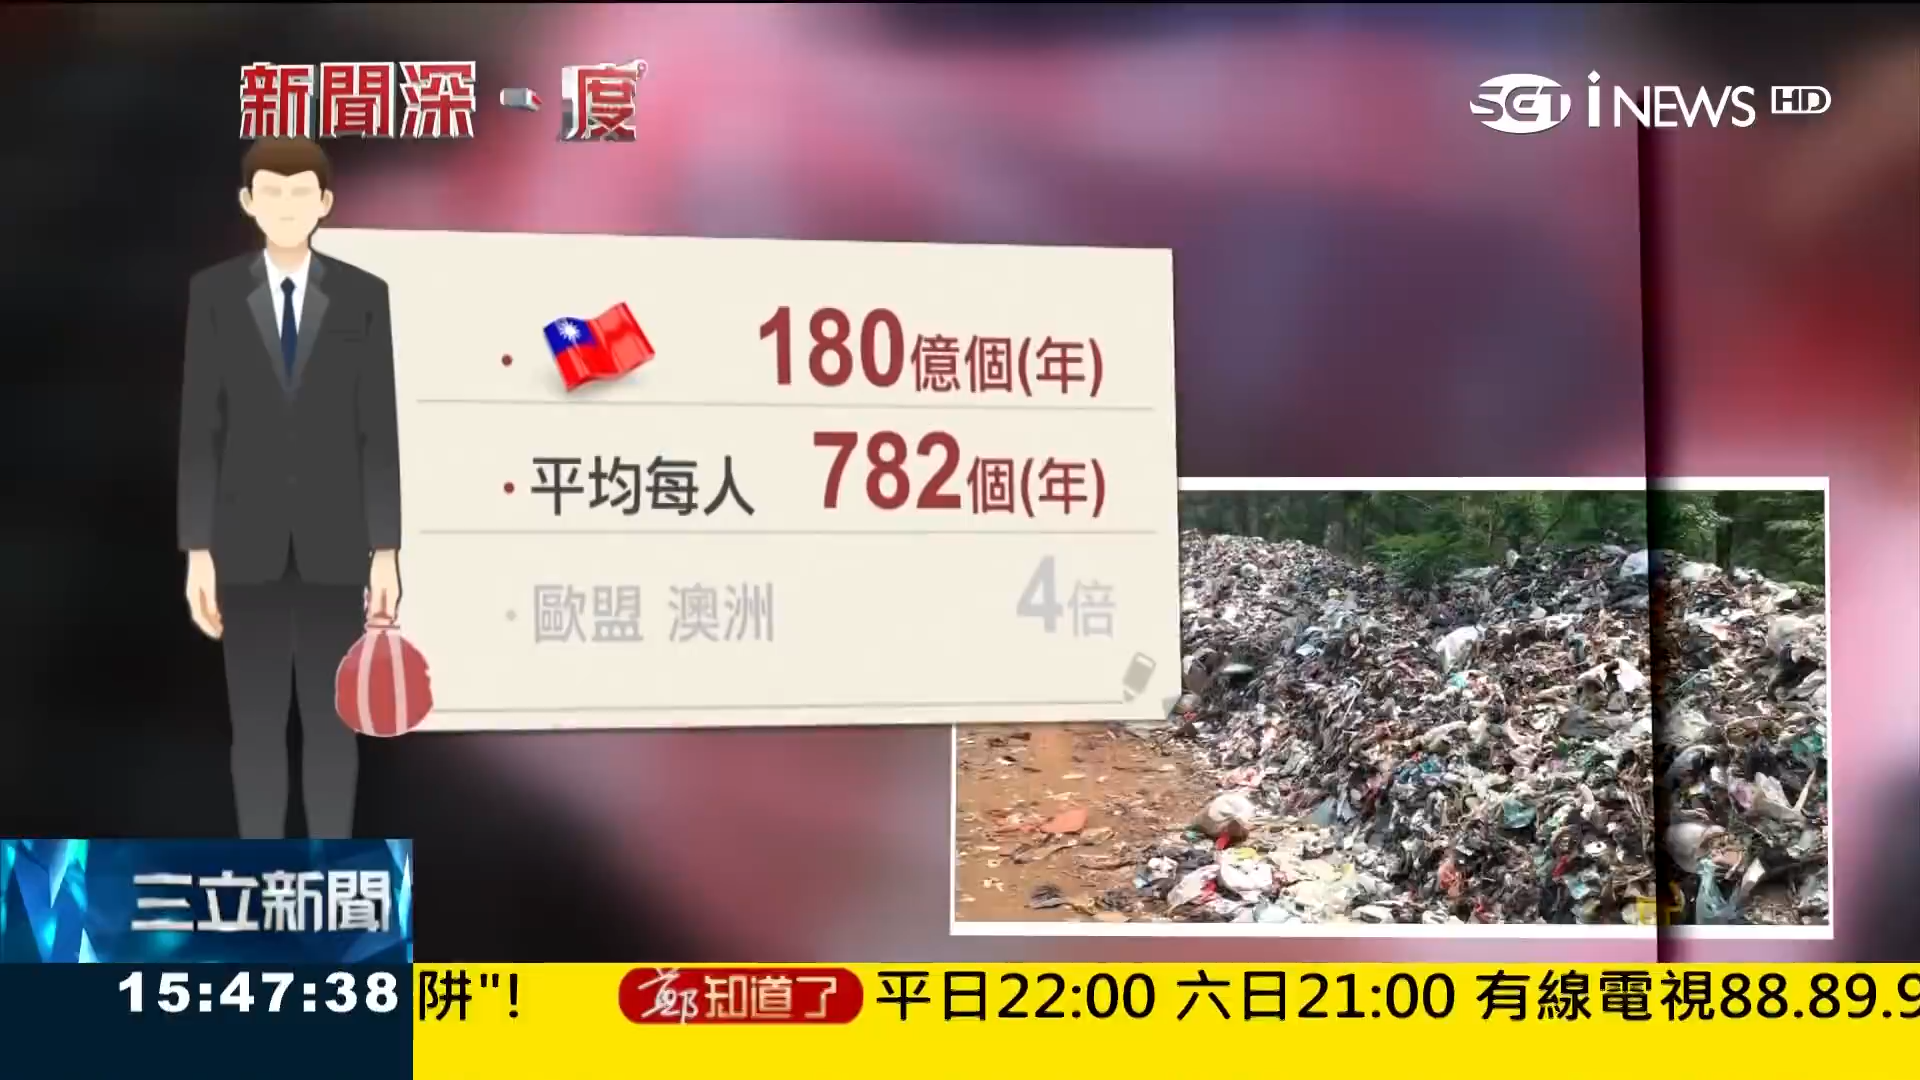 新聞深度
SET iNEWS HD
180億個(年)
平均每人 782個(年)
歐盟 澳洲 4倍
三立新聞
15:47:38
阱"! 鄭知道了 平日22:00 六日21:00 有線電視88.89.9